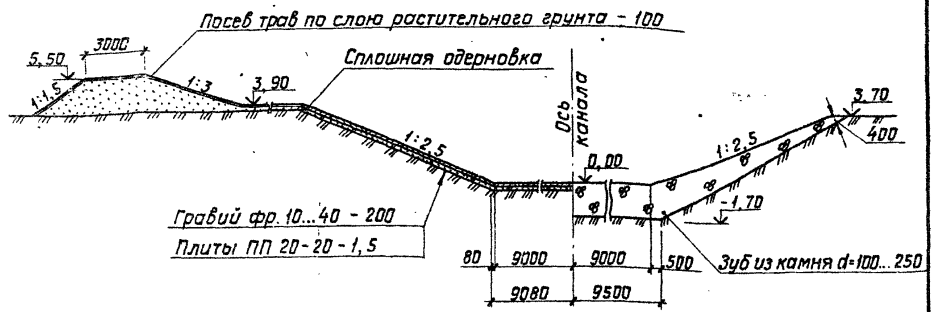 Посев трав по слою растительного грунта - 100
3000
Сплошная одерновка
5,50
1:1,5
1:3
3,90
Ось
канала
3,70
400
1:2,5
1:2,5
0,00
-1,70
Гравий фр. 10...40 - 200
Плиты ПП 20-20-1,5
80
9000
9000
500
Зуб из камня d=100...250
9080
9500